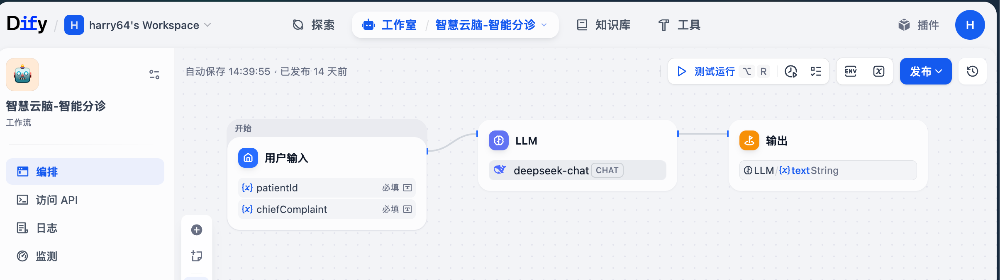 Dify / H harry64's Workspace
探索
工作室 / 智慧云脑-智能分诊
知识库
工具
插件
H
智慧云脑-智能分诊
工作流
编排
访问 API
日志
监测
自动保存 14:39:55 · 已发布 14 天前
测试运行 ⌥ R
ENV
发布
开始
用户输入
{x} patientId 必填
{x} chiefComplaint 必填
LLM
deepseek-chat CHAT
输出
LLM/{x}textString